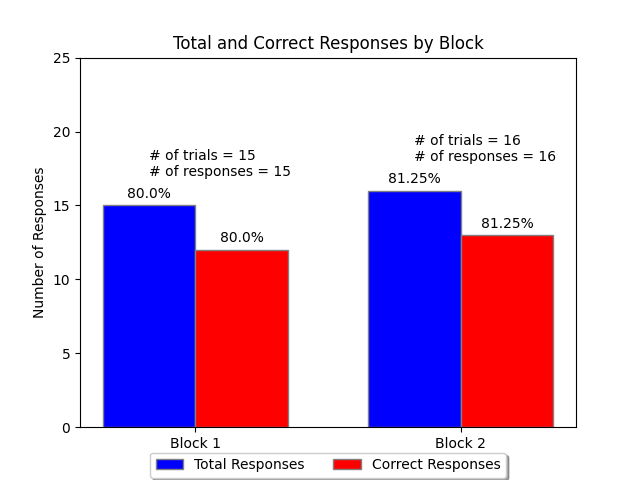 Total and Correct Responses by Block
25
20
15
10
5
0
Number of Responses
# of trials = 15
# of responses = 15
80.0%
80.0%
# of trials = 16
# of responses = 16
81.25%
81.25%
Block 1
Block 2
Total Responses
Correct Responses